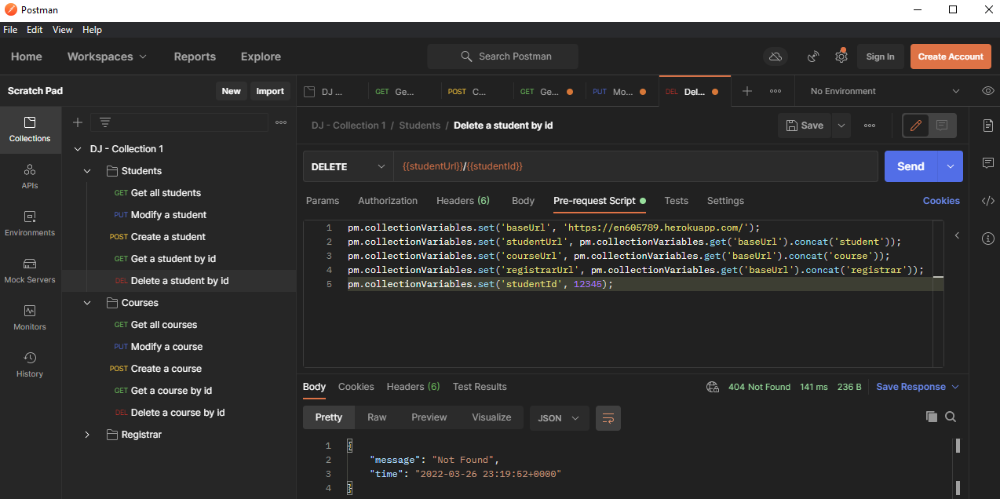 Postman
File Edit View Help
Home Workspaces Reports Explore Search Postman Sign In Create Account
Scratch Pad New Import
DJ ... GET Ge... POST C... GET Ge... PUT Mo... DEL Del... No Environment
Collections
APIs
Environments
Mock Servers
Monitors
History
DJ - Collection 1
Students
GET Get all students
PUT Modify a student
POST Create a student
GET Get a student by id
DEL Delete a student by id
Courses
GET Get all courses
PUT Modify a course
POST Create a course
GET Get a course by id
DEL Delete a course by id
Registrar
DJ - Collection 1 / Students / Delete a student by id Save
DELETE {{studentUrl}}/{{studentId}} Send
Params Authorization Headers (6) Body Pre-request Script Tests Settings Cookies
1 pm.collectionVariables.set('baseUrl', 'https://en605789.herokuapp.com/');
2 pm.collectionVariables.set('studentUrl', pm.collectionVariables.get('baseUrl').concat('student'));
3 pm.collectionVariables.set('courseUrl', pm.collectionVariables.get('baseUrl').concat('course'));
4 pm.collectionVariables.set('registrarUrl', pm.collectionVariables.get('baseUrl').concat('registrar'));
5 pm.collectionVariables.set('studentId', 12345);
Body Cookies Headers (6) Test Results 404 Not Found 141 ms 236 B Save Response
Pretty Raw Preview Visualize JSON
1 {
2 "message": "Not Found",
3 "time": "2022-03-26 23:19:52+0000"
4 }